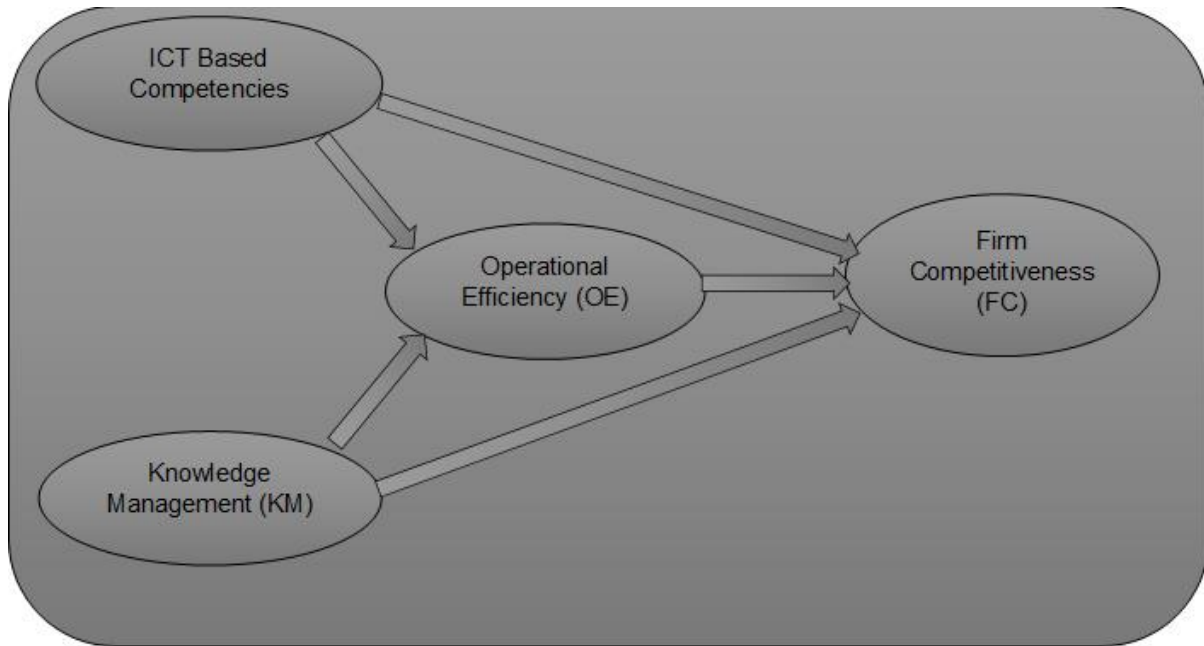 ICT Based
Competencies
Operational
Efficiency (OE)
Firm
Competitiveness
(FC)
Knowledge
Management (KM)